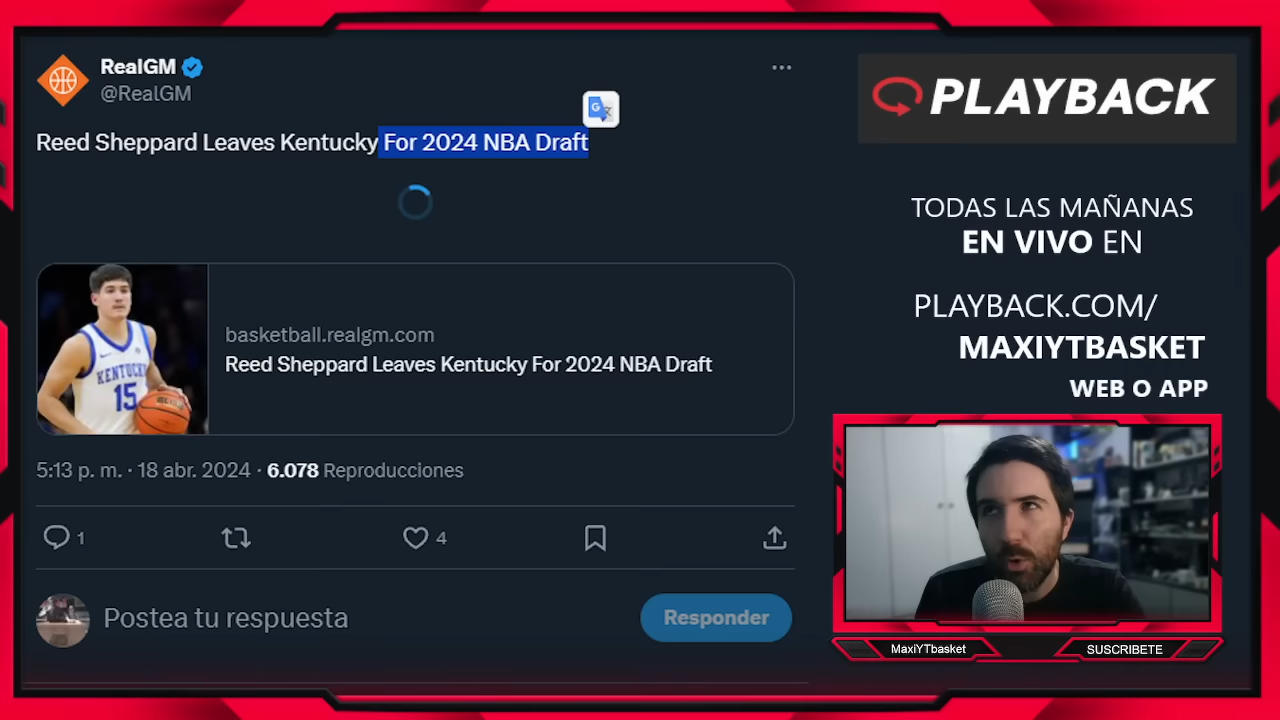 RealGM
@RealGM
Reed Sheppard Leaves Kentucky For 2024 NBA Draft
basketball.realgm.com
Reed Sheppard Leaves Kentucky For 2024 NBA Draft
KENTUCKY
15
5:13 p. m. · 18 abr. 2024 · 6.078 Reproducciones
1
4
Postea tu respuesta
Responder
PLAYBACK
TODAS LAS MAÑANAS
EN VIVO EN
PLAYBACK.COM/
MAXIYTBASKET
WEB O APP
MaxiYTbasket
SUSCRIBETE